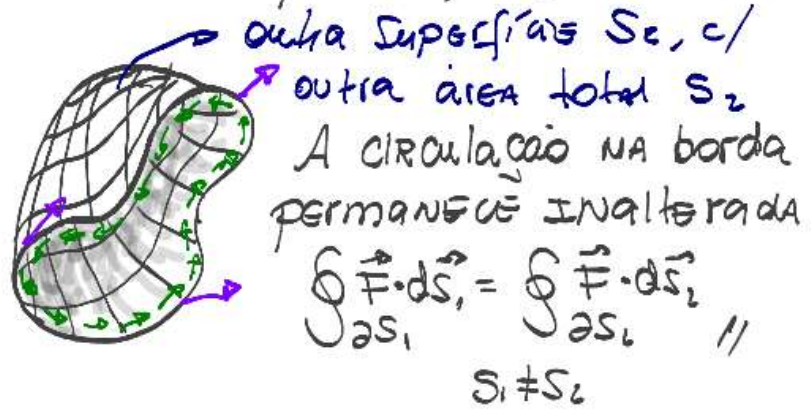 outra superfície S₂, c/
outra área total S₂
A circulação na borda
permanece inalterada
∮_{∂S₁} F⃗·dS⃗₁ = ∮_{∂S₂} F⃗·dS⃗₂ //
S₁ ≠ S₂